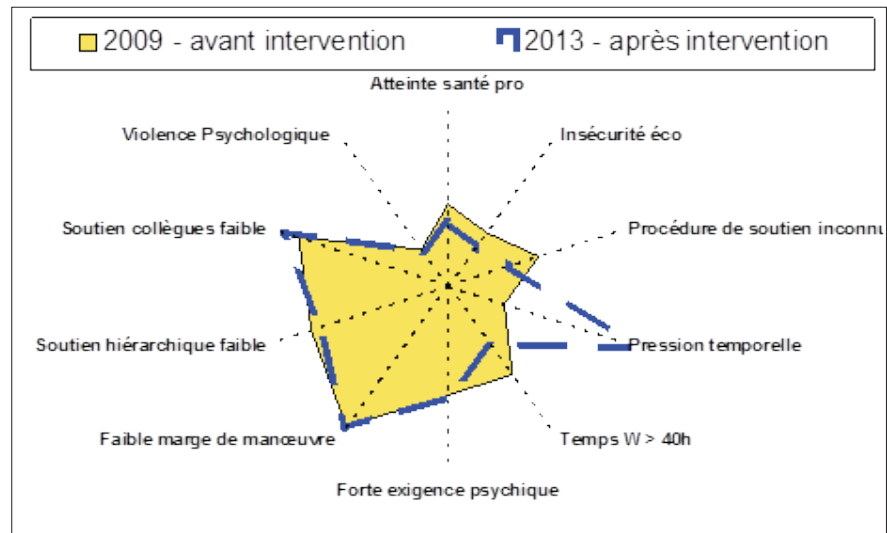 2009 - avant intervention
2013 - après intervention
Atteinte santé pro
Violence Psychologique
Insécurité éco
Soutien collègues faible
Procédure de soutien inconnu
Soutien hiérarchique faible
Pression temporelle
Faible marge de manœuvre
Temps W > 40h
Forte exigence psychique